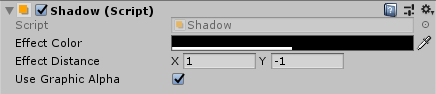 Shadow (Script)
Script Shadow
Effect Color
Effect Distance X 1 Y -1
Use Graphic Alpha